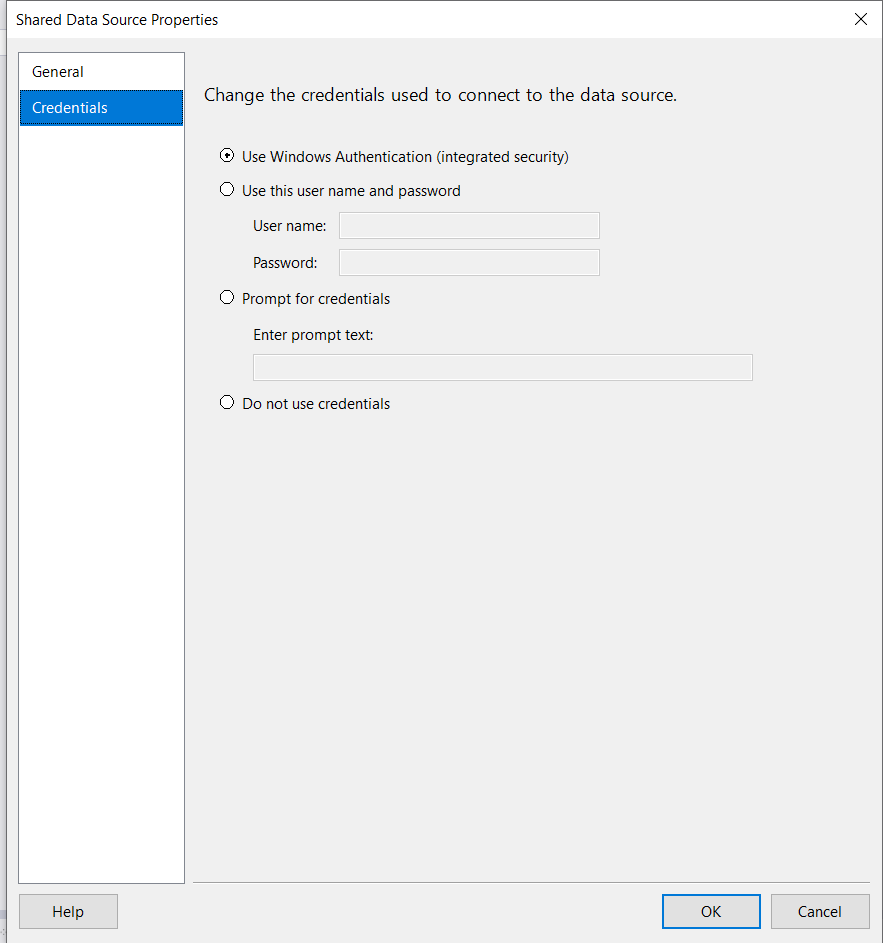 Shared Data Source Properties
General
Credentials
Change the credentials used to connect to the data source.
Use Windows Authentication (integrated security)
Use this user name and password
User name:
Password:
Prompt for credentials
Enter prompt text:
Do not use credentials
Help
OK
Cancel